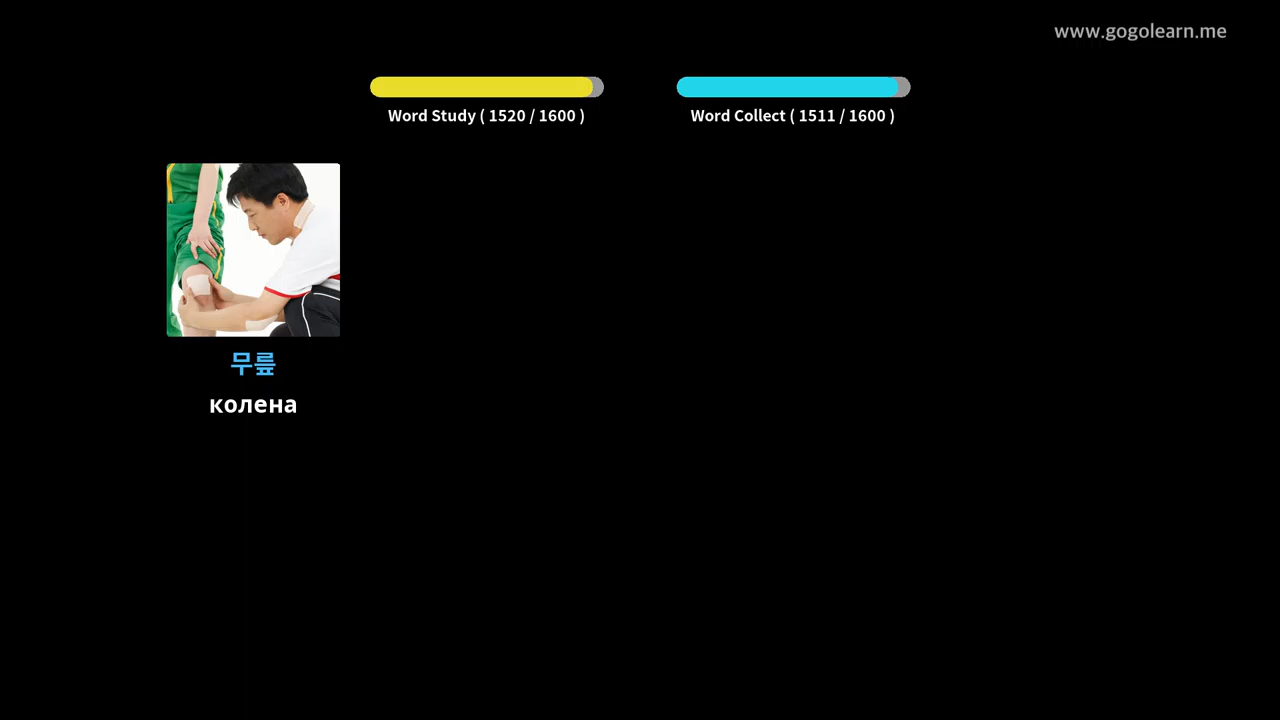 www.gogolearn.me
Word Study ( 1520 / 1600 )
Word Collect ( 1511 / 1600 )
무릎
колена